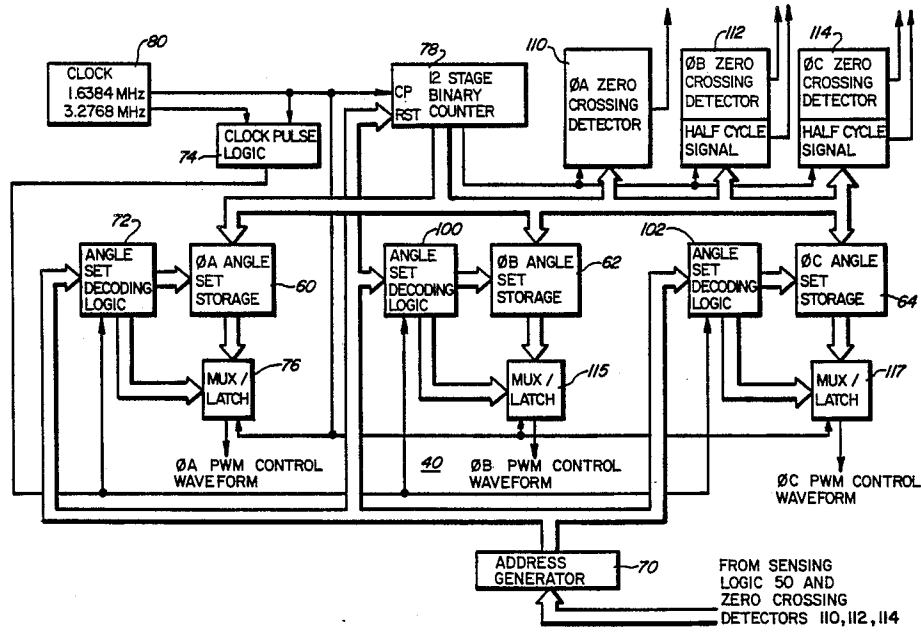 80
CLOCK
1.6384 MHz
3.2768 MHz
CLOCK PULSE
LOGIC
74
78
12 STAGE
BINARY
COUNTER
CP
RST
110
ØA ZERO
CROSSING
DETECTOR
112
ØB ZERO
CROSSING
DETECTOR
HALF CYCLE
SIGNAL
114
ØC ZERO
CROSSING
DETECTOR
HALF CYCLE
SIGNAL
72
ANGLE
SET
DECODING
LOGIC
ØA ANGLE
SET
STORAGE
60
100
ANGLE
SET
DECODING
LOGIC
ØB ANGLE
SET
STORAGE
62
102
ANGLE
SET
DECODING
LOGIC
ØC ANGLE
SET
STORAGE
64
MUX /
LATCH
76
MUX /
LATCH
115
MUX /
LATCH
117
ØA PWM CONTROL
WAVEFORM
40
ØB PWM CONTROL
WAVEFORM
ØC PWM CONTROL
WAVEFORM
ADDRESS
GENERATOR
70
FROM SENSING
LOGIC 50 AND
ZERO CROSSING
DETECTORS 110,112,114